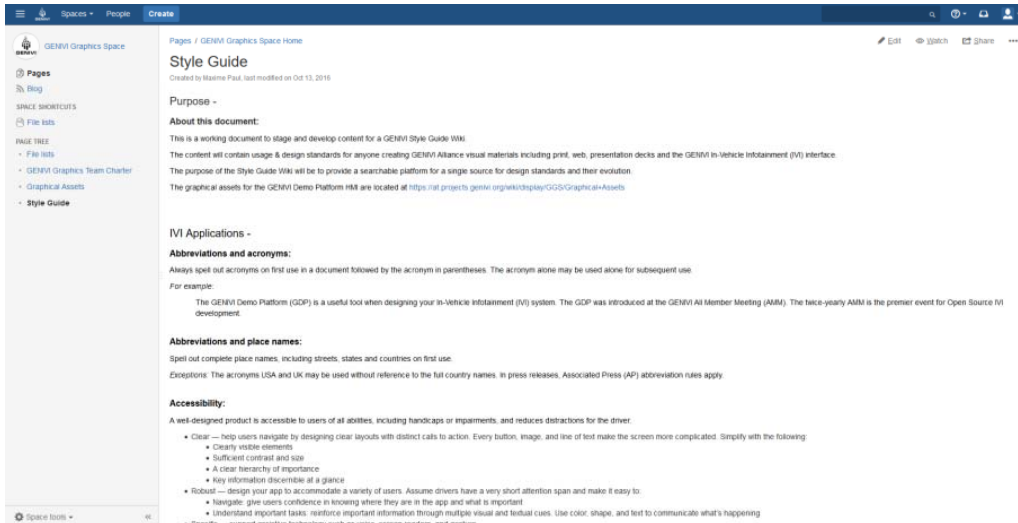 GENIVI
Spaces
People
Create
GENIVI
GENIVI Graphics Space
Pages
Blog
SPACE SHORTCUTS
File lists
PAGE TREE
File lists
GENIVI Graphics Team Charter
Graphical Assets
Style Guide
Space tools
Pages / GENIVI Graphics Space Home
Edit
Watch
Share
Style Guide
Created by Maxime Paul, last modified on Oct 13, 2016
Purpose -
About this document:
This is a working document to stage and develop content for a GENIVI Style Guide Wiki.
The content will contain usage & design standards for anyone creating GENIVI Alliance visual materials including print, web, presentation decks and the GENIVI In-Vehicle Infotainment (IVI) interface.
The purpose of the Style Guide Wiki will be to provide a searchable platform for a single source for design standards and their evolution.
The graphical assets for the GENIVI Demo Platform HMI are located at https://at.projects.genivi.org/wiki/display/GGS/Graphical+Assets
IVI Applications -
Abbreviations and acronyms:
Always spell out acronyms on first use in a document followed by the acronym in parentheses. The acronym alone may be used alone for subsequent use.
For example:
The GENIVI Demo Platform (GDP) is a useful tool when designing your In-Vehicle Infotainment (IVI) system. The GDP was introduced at the GENIVI All Member Meeting (AMM). The twice-yearly AMM is the premier event for Open Source IVI
development.
Abbreviations and place names:
Spell out complete place names, including streets, states and countries on first use.
Exceptions: The acronyms USA and UK may be used without reference to the full country names. In press releases, Associated Press (AP) abbreviation rules apply.
Accessibility:
A well-designed product is accessible to users of all abilities, including handicaps or impairments, and reduces distractions for the driver.
Clear — help users navigate by designing clear layouts with distinct calls to action. Every button, image, and line of text make the screen more complicated. Simplify with the following:
Clearly visible elements
Sufficient contrast and size
A clear hierarchy of importance
Key information discernible at a glance
Robust — design your app to accommodate a variety of users. Assume drivers have a very short attention span and make it easy to:
Navigate: give users confidence in knowing where they are in the app and what is important
Understand important tasks: reinforce important information through multiple visual and textual cues. Use color, shape, and text to communicate what's happening